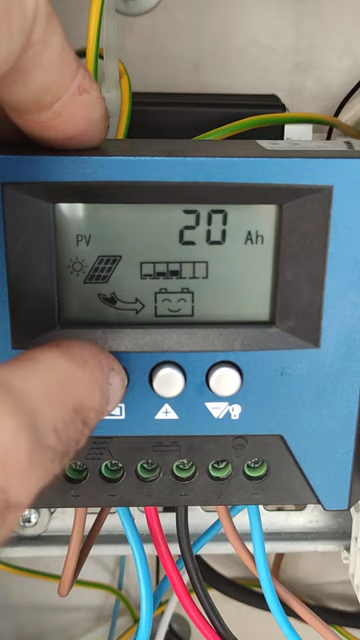 20 Ah
PV
+ - + - + -